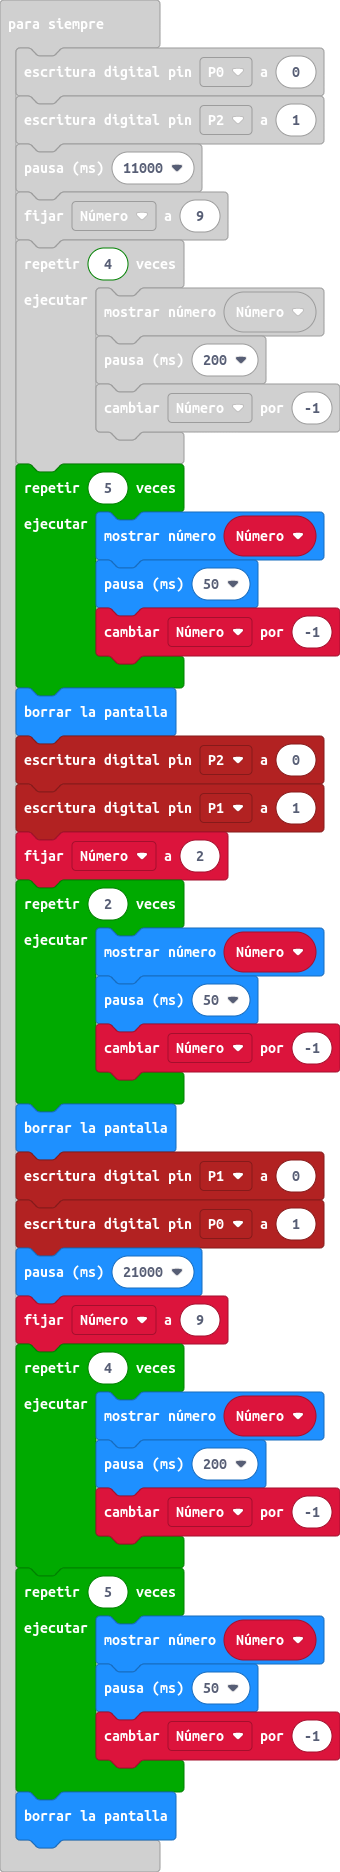 para siempre
escritura digital pin P0 a 0
escritura digital pin P2 a 1
pausa (ms) 11000
fijar Número a 9
repetir 4 veces
ejecutar
mostrar número Número
pausa (ms) 200
cambiar Número por -1
repetir 5 veces
ejecutar
mostrar número Número
pausa (ms) 50
cambiar Número por -1
borrar la pantalla
escritura digital pin P2 a 0
escritura digital pin P1 a 1
fijar Número a 2
repetir 2 veces
ejecutar
mostrar número Número
pausa (ms) 50
cambiar Número por -1
borrar la pantalla
escritura digital pin P1 a 0
escritura digital pin P0 a 1
pausa (ms) 21000
fijar Número a 9
repetir 4 veces
ejecutar
mostrar número Número
pausa (ms) 200
cambiar Número por -1
repetir 5 veces
ejecutar
mostrar número Número
pausa (ms) 50
cambiar Número por -1
borrar la pantalla